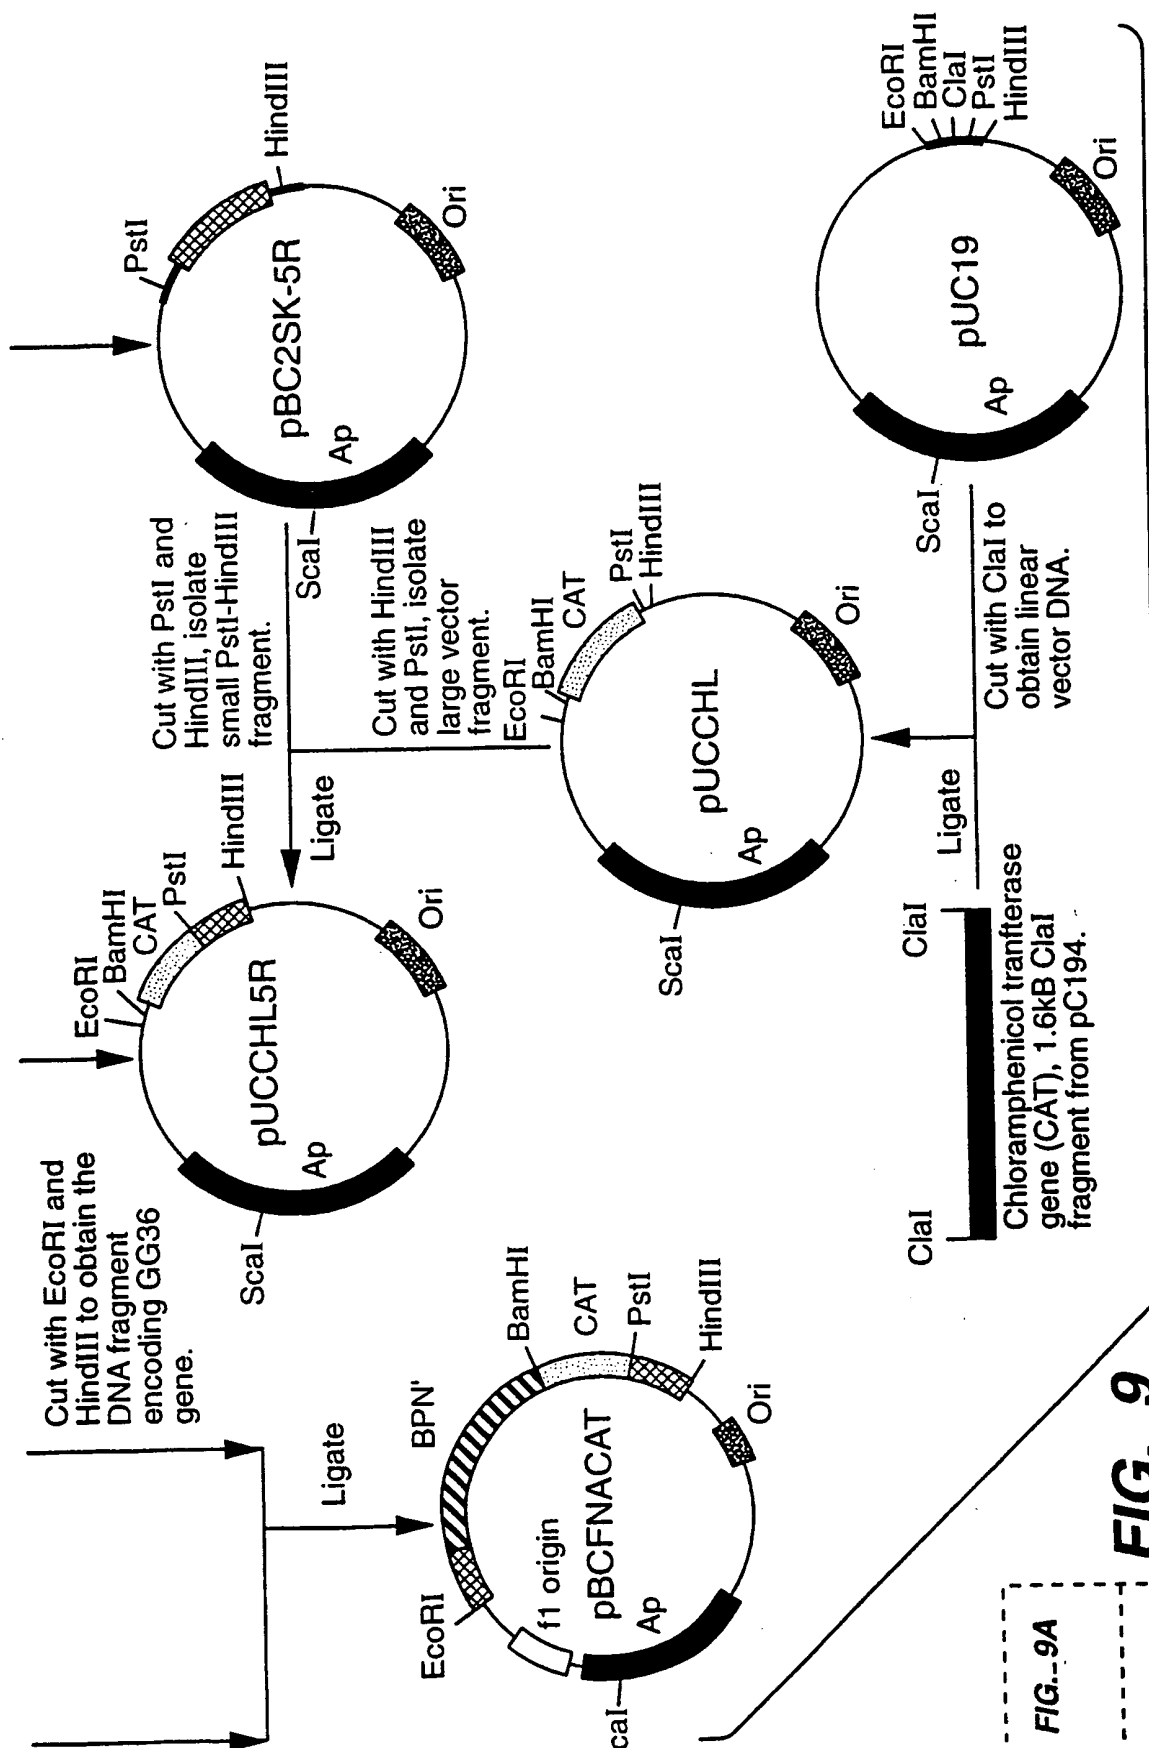 PstI
HindIII
pBC2SK-5R
Ori
Ap
ScaI
Cut with PstI and
HindIII, isolate
small PstI-HindIII
fragment.
Cut with HindIII
and PstI, isolate
large vector
fragment.
Ligate
EcoRI
BamHI
ClaI
PstI
HindIII
pUC19
Ori
Ap
ScaI
Cut with ClaI to
obtain linear
vector DNA.
Ligate
EcoRI
BamHI
CAT
PstI
HindIII
pUCCHL
Ori
Ap
ScaI
EcoRI
BamHI
CAT
PstI
HindIII
pUCCHL5R
Ori
Ap
ScaI
ClaI
ClaI
Chloramphenicol tranfterase
gene (CAT), 1.6kB ClaI
fragment from pC194.
Cut with EcoRI and
HindIII to obtain the
DNA fragment
encoding GG36
gene.
Ligate
BPN'
BamHI
CAT
PstI
HindIII
EcoRI
f1 origin
pBCFNACAT
Ori
Ap
caI
FIG._9A
FIG._9